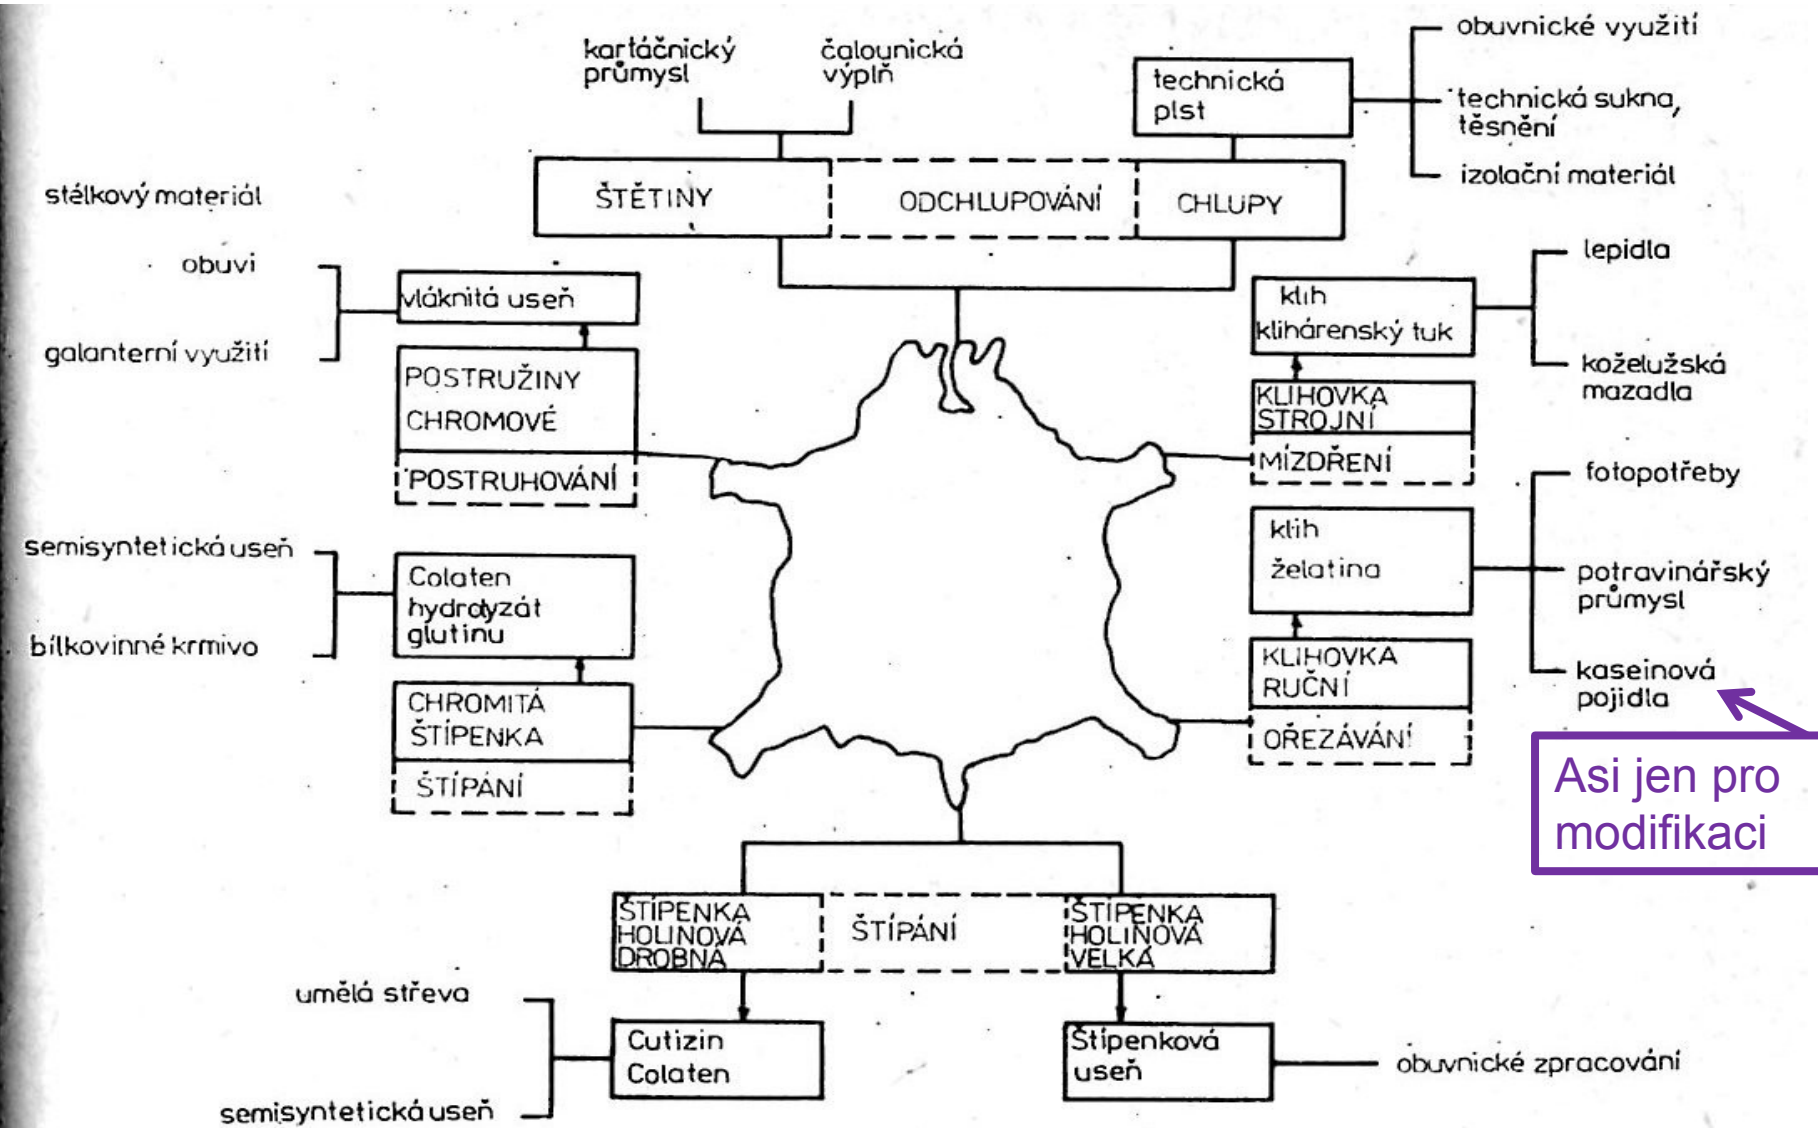 kartáčnický
průmysl
čalounická
výplň
technická
plst
obuvnické využití
technická sukna,
těsnění
izolační materiál
ŠTĚTINY
ODCHLUPOVÁNÍ
CHLUPY
stélkový materiál
obuvi
galanterní využití
vláknitá useň
POSTRUŽINY
CHROMOVÉ
POSTRUHOVÁNÍ
klih
klihárenský tuk
lepidla
koželužská
mazadla
KLIHOVKA
STROJNÍ
MÍZDŘENÍ
semisyntetická useň
bílkovinné krmivo
Colaten
hydrolyzát
glutinu
CHROMITÁ
ŠTÍPENKA
ŠTÍPÁNÍ
klih
želatina
fotopotřeby
potravinářský
průmysl
kaseinová
pojidla
KLIHOVKA
RUČNÍ
OŘEZÁVÁNÍ
Asi jen pro
modifikaci
ŠTÍPENKA
HOLINOVÁ
DROBNÁ
ŠTÍPÁNÍ
ŠTÍPENKA
HOLINOVÁ
VELKÁ
umělá střeva
semisyntetická useň
Cutizin
Colaten
Štípenková
useň
obuvnické zpracování